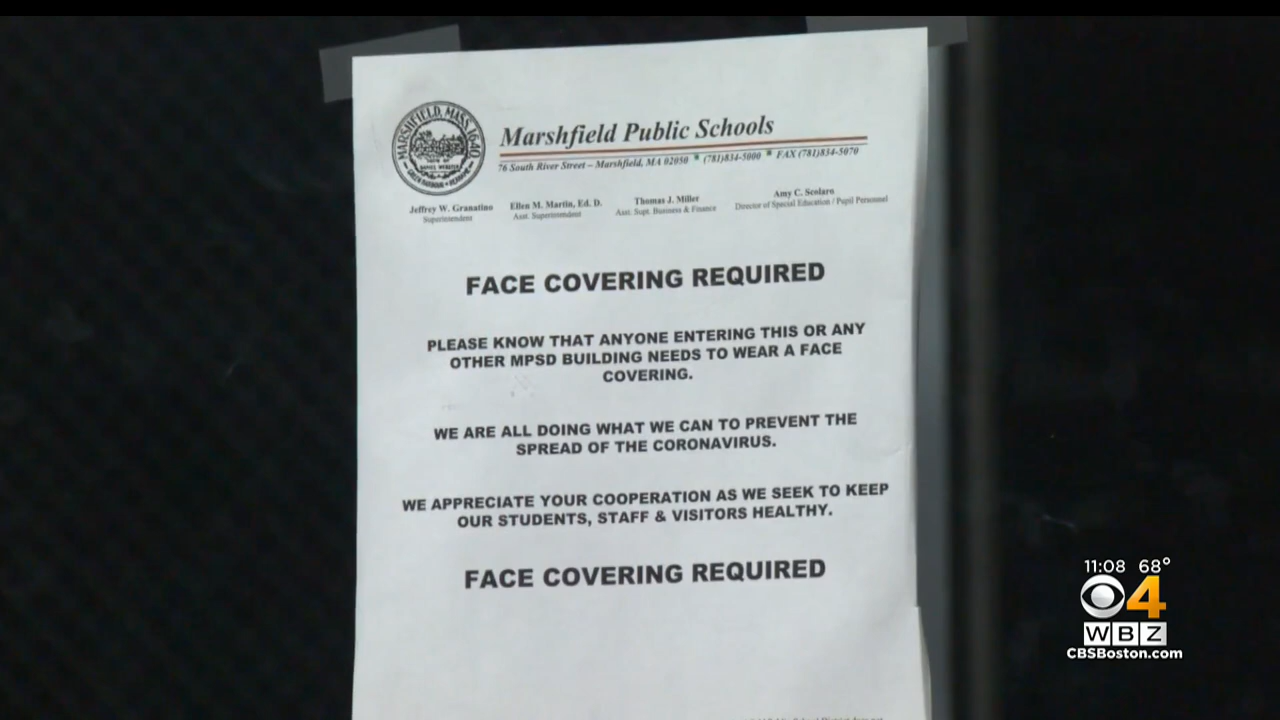 MARSHFIELD, MASS 1640
Marshfield Public Schools
76 South River Street – Marshfield, MA 02050 * (781)834-5000 * FAX (781)834-5070
Jeffrey W. Granatino
Superintendent
Ellen M. Martin, Ed. D.
Asst. Superintendent
Thomas J. Miller
Asst. Supt. Business & Finance
Amy C. Scolaro
Director of Special Education / Pupil Personnel
FACE COVERING REQUIRED
PLEASE KNOW THAT ANYONE ENTERING THIS OR ANY
OTHER MPSD BUILDING NEEDS TO WEAR A FACE
COVERING.
WE ARE ALL DOING WHAT WE CAN TO PREVENT THE
SPREAD OF THE CORONAVIRUS.
WE APPRECIATE YOUR COOPERATION AS WE SEEK TO KEEP
OUR STUDENTS, STAFF & VISITORS HEALTHY.
FACE COVERING REQUIRED
11:08 68°
4
WBZ
CBSBoston.com